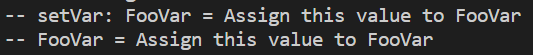 -- setVar: FooVar = Assign this value to FooVar
-- FooVar = Assign this value to FooVar